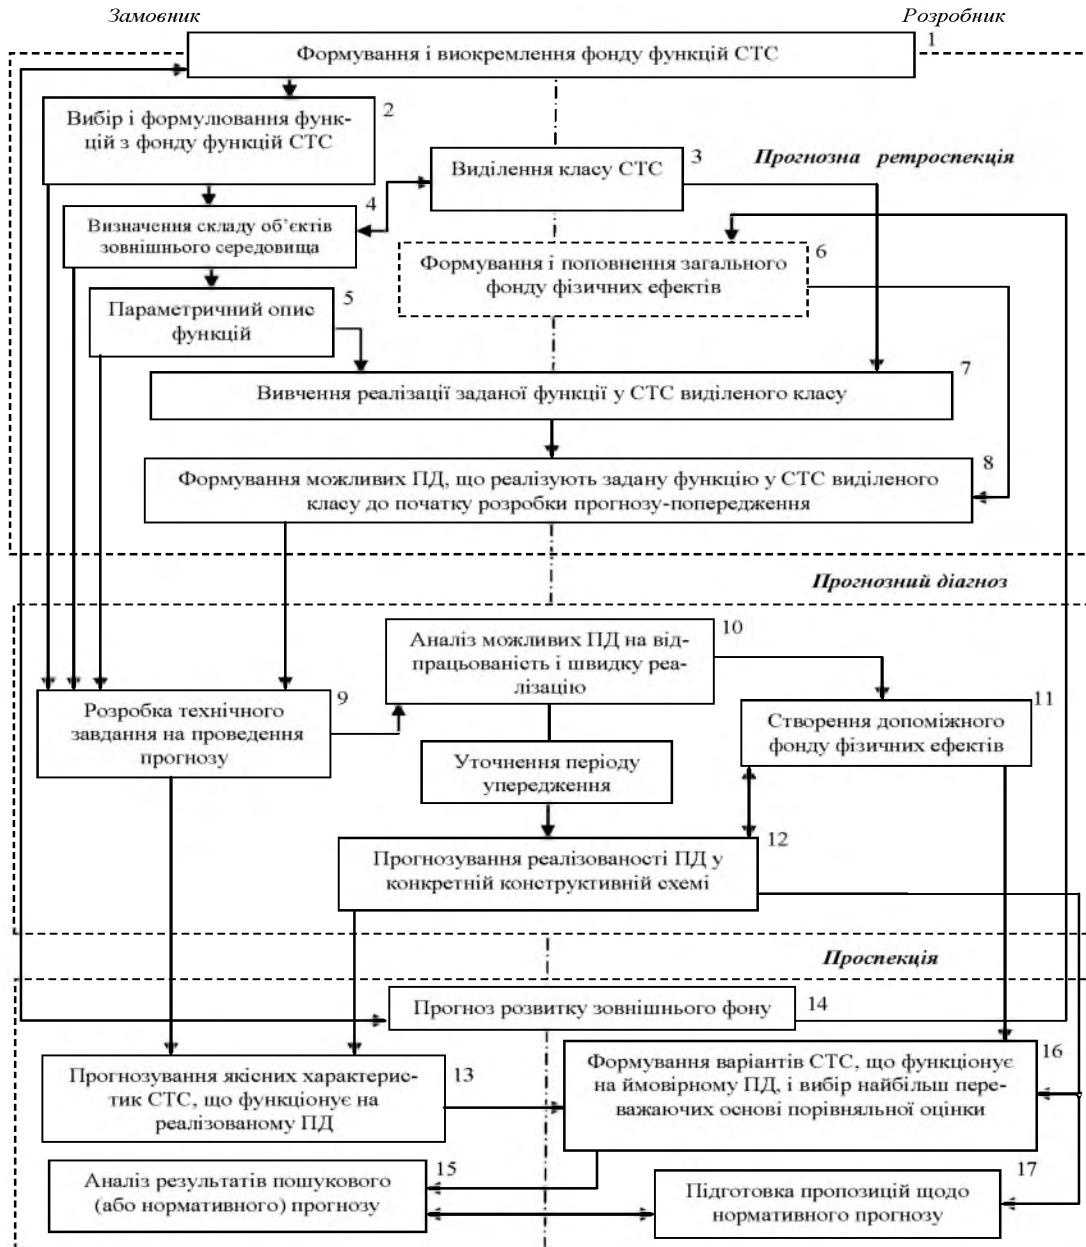 Замовник
Розробник
Формування і виокремлення фонду функцій СТС
1
Вибір і формулювання функ-
цій з фонду функцій СТС
2
Виділення класу СТС
3
Прогнозна ретроспекція
Визначення складу об’єктів
зовнішнього середовища
4
Формування і поповнення загального
фонду фізичних ефектів
6
Параметричний опис
функцій
5
Вивчення реалізації заданої функції у СТС виділеного класу
7
Формування можливих ПД, що реалізують задану функцію у СТС виділеного
класу до початку розробки прогнозу-попередження
8
Прогнозний діагноз
Аналіз можливих ПД на від-
працьованість і швидку реа-
лізацію
10
Розробка технічного
завдання на проведення
прогнозу
9
Створення допоміжного
фонду фізичних ефектів
11
Уточнення періоду
упередження
Прогнозування реалізованості ПД у
конкретній конструктивній схемі
12
Проспекція
Прогноз розвитку зовнішнього фону
14
Прогнозування якісних характерис-
тик СТС, що функціонує на
реалізованому ПД
13
Формування варіантів СТС, що функціонує
на ймовірному ПД, і вибір найбільш пере-
важаючих основі порівняльної оцінки
16
Аналіз результатів пошукового
(або нормативного) прогнозу
15
Підготовка пропозицій щодо
нормативного прогнозу
17